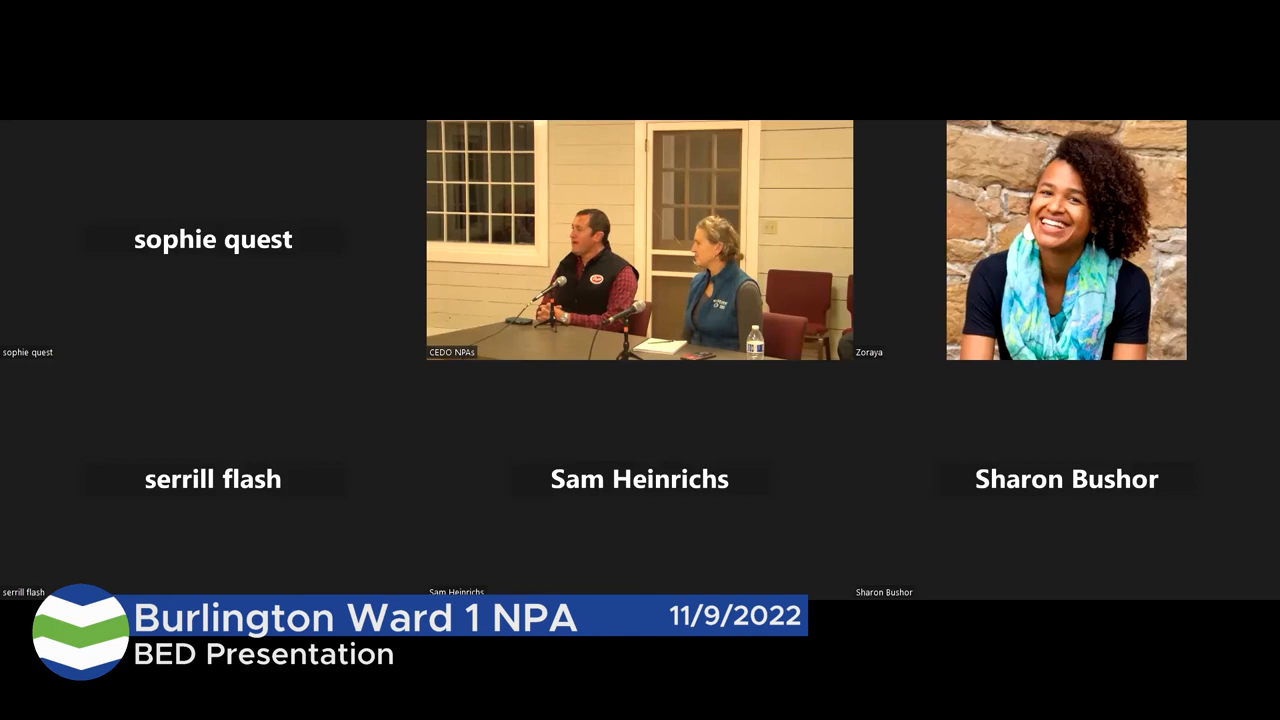 sophie quest
sophie quest
CEDO NPAs
Zoraya
serrill flash
Sam Heinrichs
Sharon Bushor
serrill flash
Sam Heinrichs
Sharon Bushor
Burlington Ward 1 NPA
11/9/2022
BED Presentation